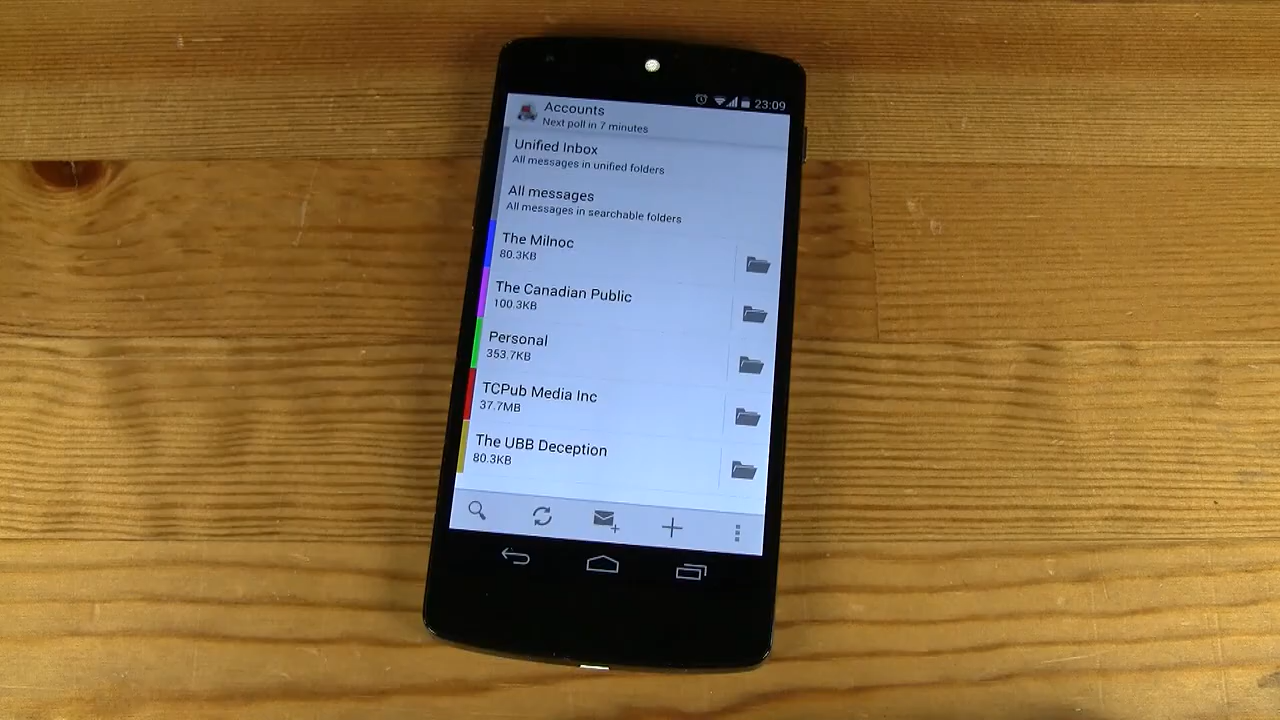 23:09
Accounts
Next poll in 7 minutes
Unified Inbox
All messages in unified folders
All messages
All messages in searchable folders
The Milnoc
80.3KB
The Canadian Public
100.3KB
Personal
353.7KB
TCPub Media Inc
37.7MB
The UBB Deception
80.3KB